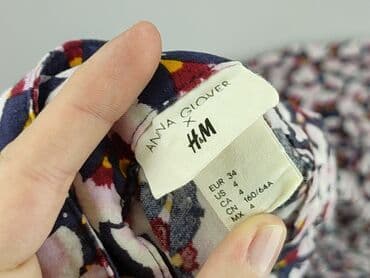 ANNA GLOVER
X
H&M
EUR 34
US 4
CA 4
CN 160/64A
MX 4